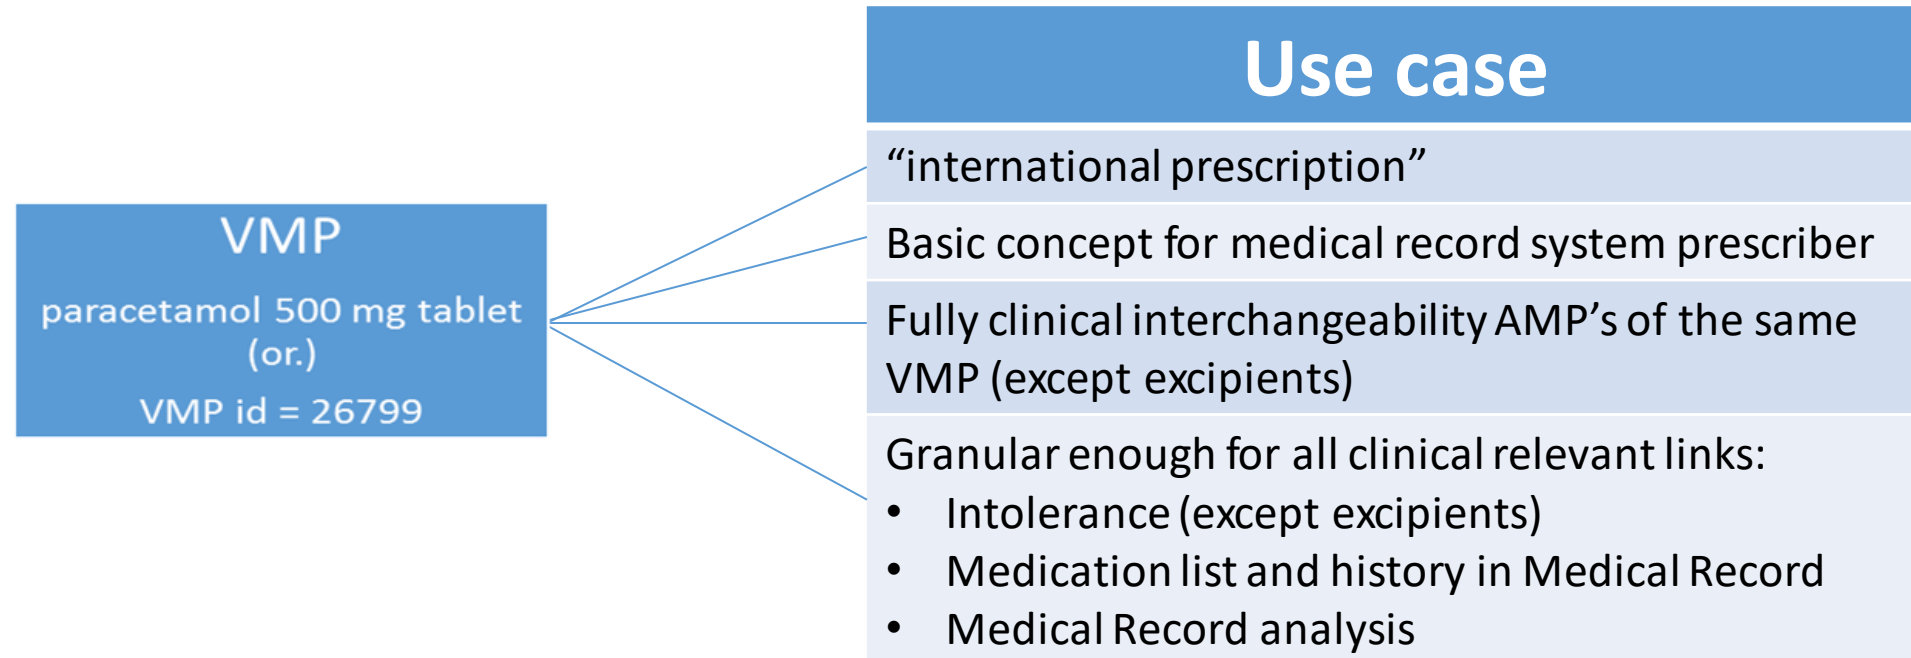 VMP
paracetamol 500 mg tablet
(or.)
VMP id = 26799
Use case
“international prescription”
Basic concept for medical record system prescriber
Fully clinical interchangeability AMP’s of the same
VMP (except excipients)
Granular enough for all clinical relevant links:
• Intolerance (except excipients)
• Medication list and history in Medical Record
• Medical Record analysis